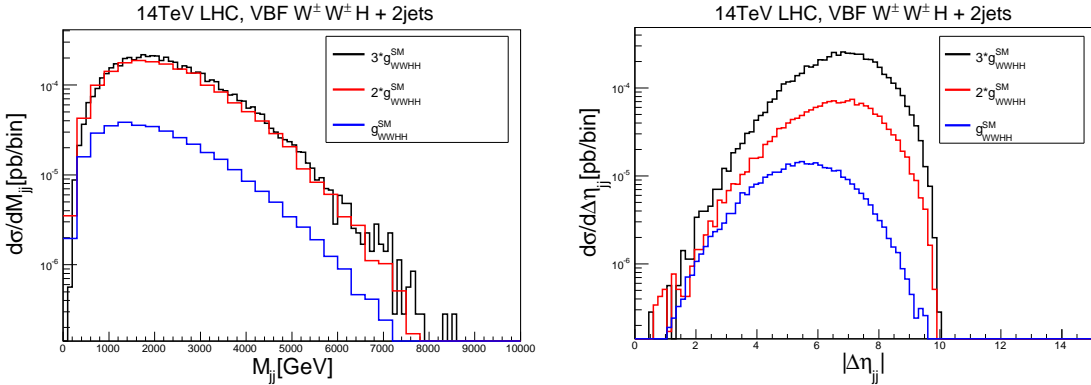 14TeV LHC, VBF W± W± H + 2jets
3*g^SM_WWHH
2*g^SM_WWHH
g^SM_WWHH
dσ/dM_jj[pb/bin]
10⁻⁴
10⁻⁵
10⁻⁶
0 1000 2000 3000 4000 5000 6000 7000 8000 9000 10000
M_jj[GeV]
14TeV LHC, VBF W± W± H + 2jets
3*g^SM_WWHH
2*g^SM_WWHH
g^SM_WWHH
dσ/dΔη_jj[pb/bin]
10⁻⁴
10⁻⁵
10⁻⁶
0 2 4 6 8 10 12 14
|Δη_jj|